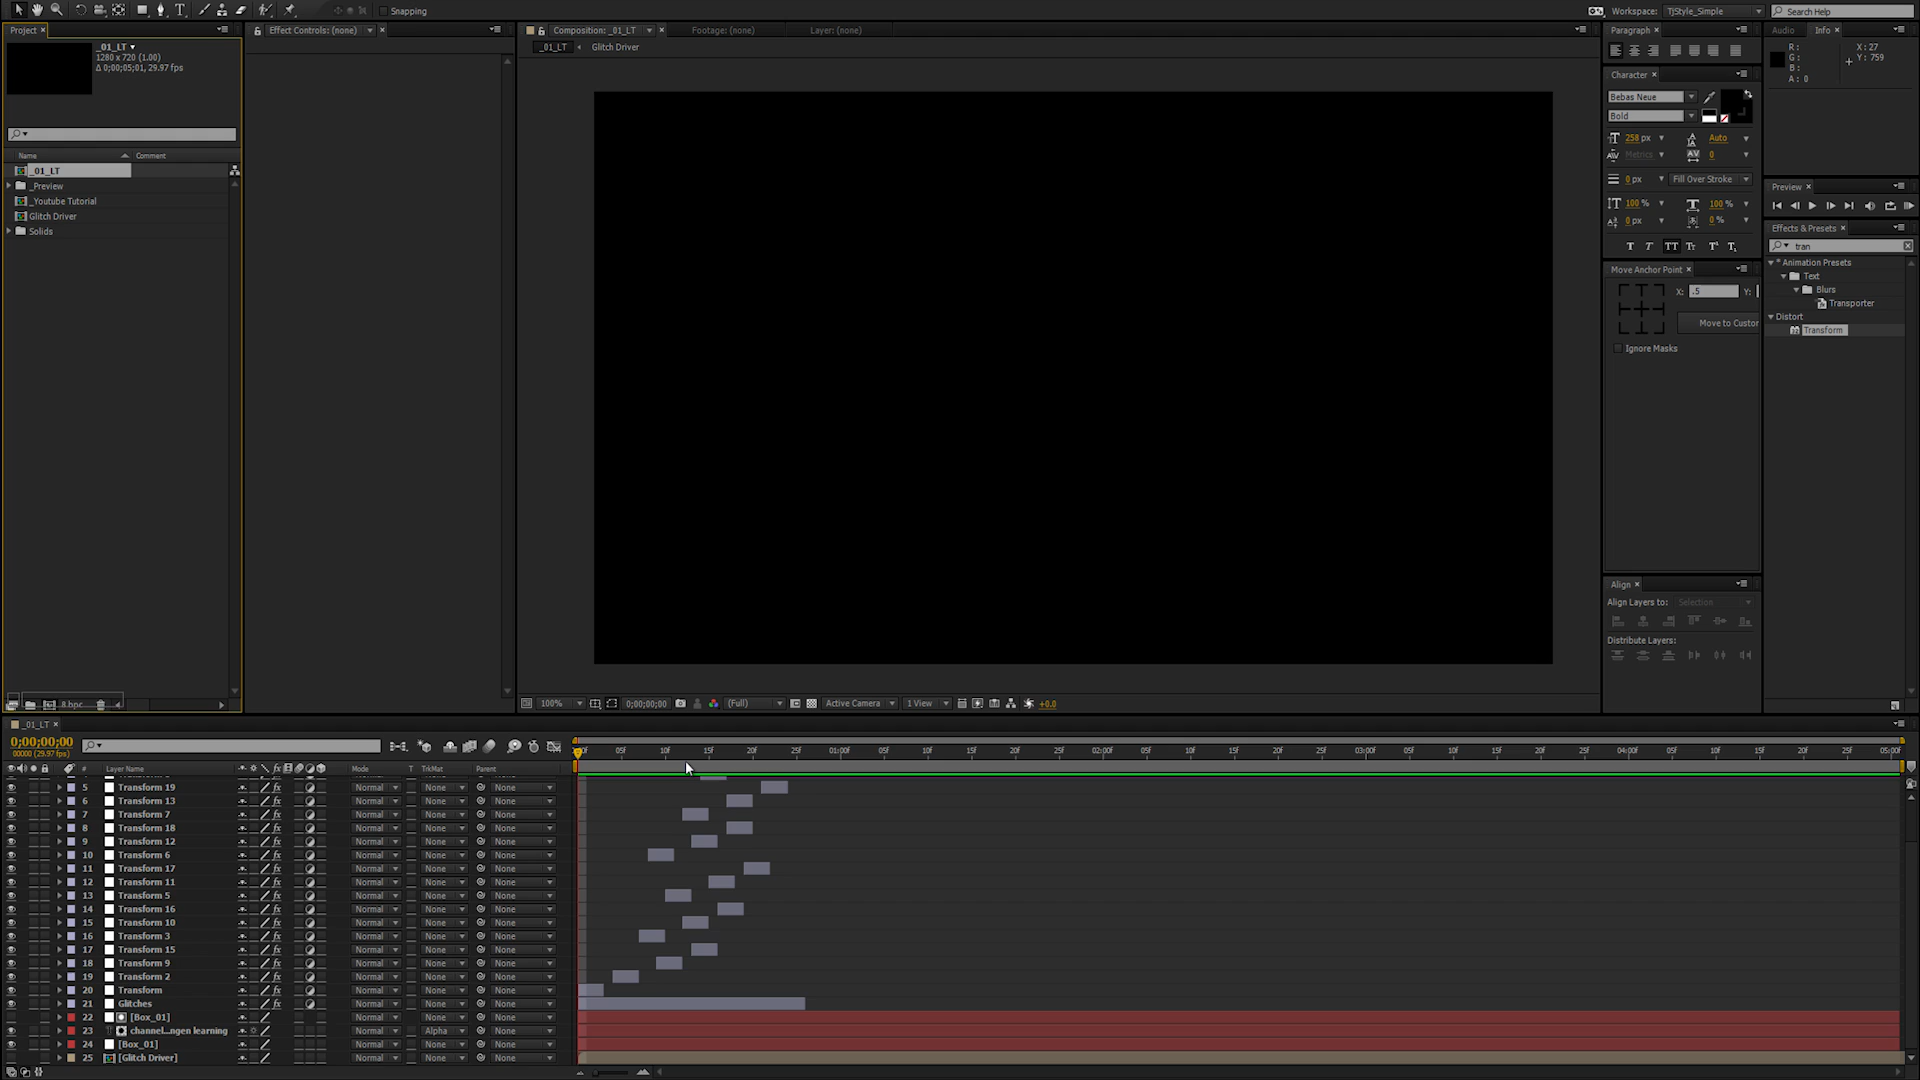 Snapping
Workspace: TJStyle_Simple Search Help
Project Effect Controls: (none) Composition: _01_LT Footage: (none) Layer: (none) Paragraph Audio Info
_01_LT
1280 x 720 (1.00)
Δ 0;00;05;01, 29.97 fps
_01_LT Glitch Driver
R :
G :
B :
A : 0
X : 27
Y : 759
Character
Bebas Neue
Bold
258 px Auto
Metrics 0
0 px Fill Over Stroke
100 % 100 %
0 px 0 %
T T TT Tr T¹ T₁
Name Comment
_01_LT
_Preview
_Youtube Tutorial
Glitch Driver
Solids
Preview
Effects & Presets
tran
* Animation Presets
Text
Blurs
Transporter
Distort
Transform
Move Anchor Point
X: .5 Y:
Move to Custor
Ignore Masks
Align
Align Layers to: Selection
Distribute Layers:
8 bpc
100% 0;00;00;00 (Full) Active Camera 1 View +0.0
_01_LT
0;00;00;00
00000 (29.97 fps)
:00f 05f 10f 15f 20f 25f 01:00f 05f 10f 15f 20f 25f 02:00f 05f 10f 15f 20f 25f 03:00f 05f 10f 15f 20f 25f 04:00f 05f 10f 15f 20f 25f 05:00f
# Layer Name Mode T TrkMat Parent
5 Transform 19 Normal None None
6 Transform 13 Normal None None
7 Transform 7 Normal None None
8 Transform 18 Normal None None
9 Transform 12 Normal None None
10 Transform 6 Normal None None
11 Transform 17 Normal None None
12 Transform 11 Normal None None
13 Transform 5 Normal None None
14 Transform 16 Normal None None
15 Transform 10 Normal None None
16 Transform 3 Normal None None
17 Transform 15 Normal None None
18 Transform 9 Normal None None
19 Transform 2 Normal None None
20 Transform Normal None None
21 Glitches Normal None None
22 [Box_01] Normal None None
23 channel...ngen learning Normal Alpha None
24 [Box_01] Normal None None
25 [Glitch Driver] Normal None None